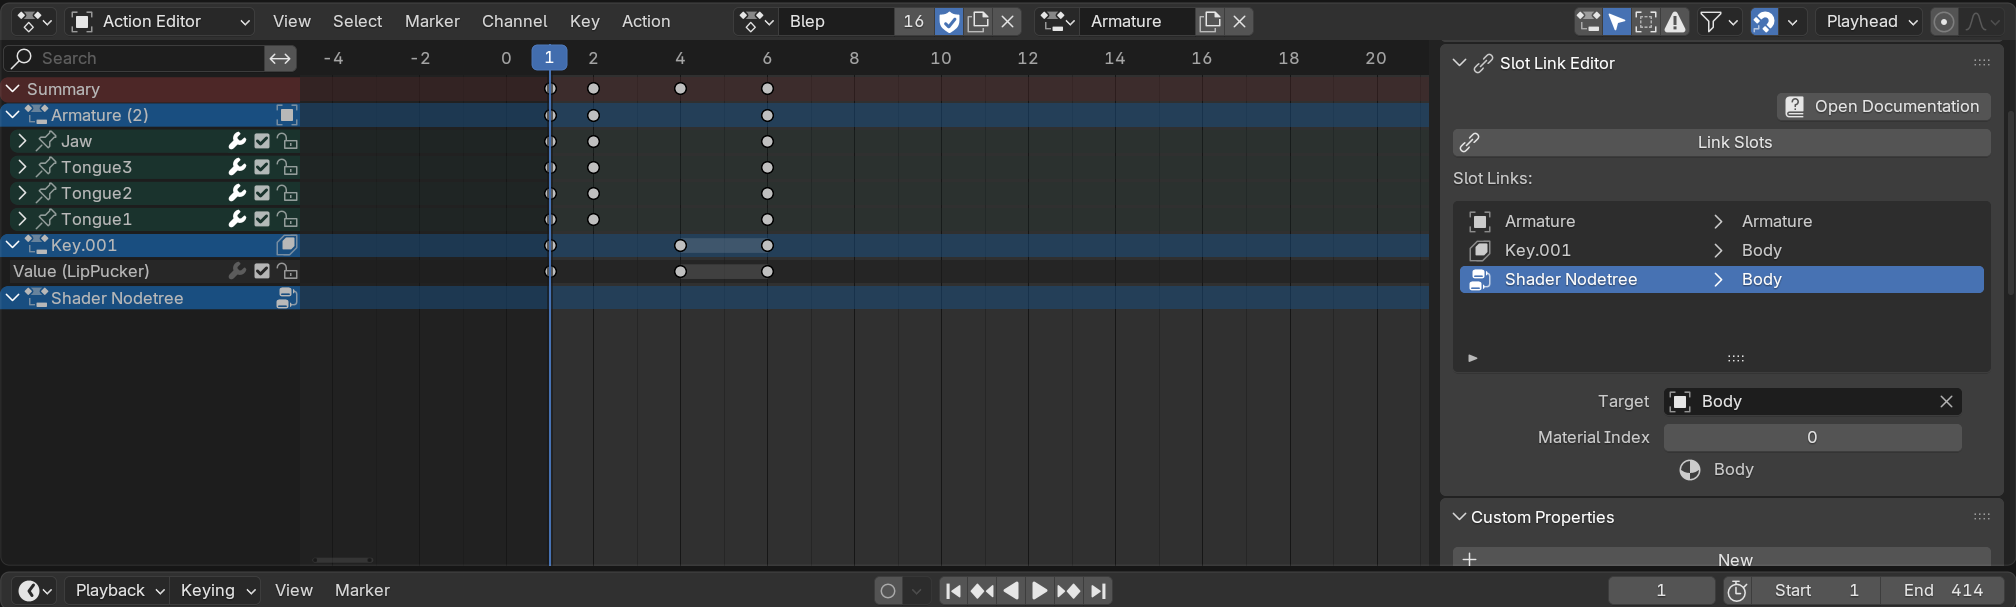 Action Editor View Select Marker Channel Key Action Blep 16 Armature Playhead
Search -4 -2 0 1 2 4 6 8 10 12 14 16 18 20
Summary
Armature (2)
Jaw
Tongue3
Tongue2
Tongue1
Key.001
Value (LipPucker)
Shader Nodetree
Slot Link Editor
Open Documentation
Link Slots
Slot Links:
Armature Armature
Key.001 Body
Shader Nodetree Body
Target Body
Material Index 0
Body
Custom Properties
New
Playback Keying View Marker 1 Start 1 End 414